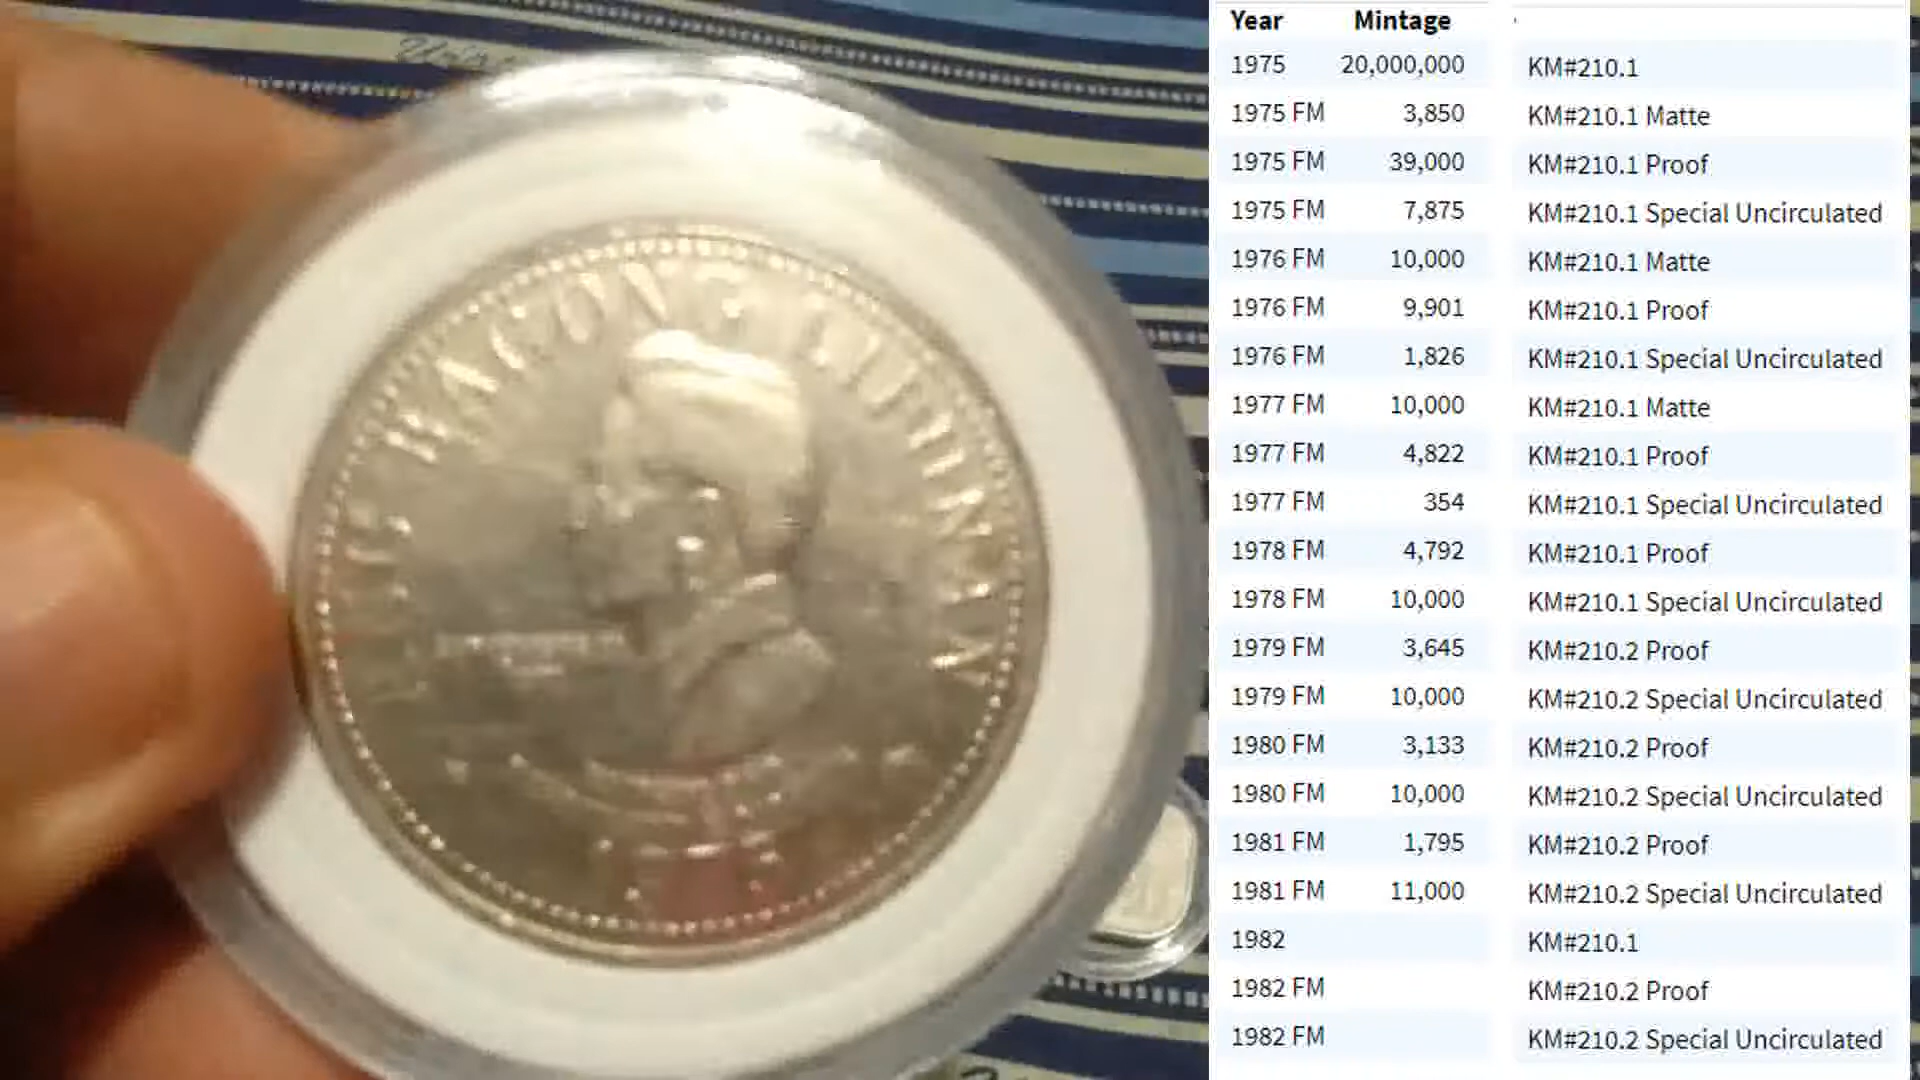 ANG BAGONG LIPUNAN
Year Mintage
1975 20,000,000 KM#210.1
1975 FM 3,850 KM#210.1 Matte
1975 FM 39,000 KM#210.1 Proof
1975 FM 7,875 KM#210.1 Special Uncirculated
1976 FM 10,000 KM#210.1 Matte
1976 FM 9,901 KM#210.1 Proof
1976 FM 1,826 KM#210.1 Special Uncirculated
1977 FM 10,000 KM#210.1 Matte
1977 FM 4,822 KM#210.1 Proof
1977 FM 354 KM#210.1 Special Uncirculated
1978 FM 4,792 KM#210.1 Proof
1978 FM 10,000 KM#210.1 Special Uncirculated
1979 FM 3,645 KM#210.2 Proof
1979 FM 10,000 KM#210.2 Special Uncirculated
1980 FM 3,133 KM#210.2 Proof
1980 FM 10,000 KM#210.2 Special Uncirculated
1981 FM 1,795 KM#210.2 Proof
1981 FM 11,000 KM#210.2 Special Uncirculated
1982 KM#210.1
1982 FM KM#210.2 Proof
1982 FM KM#210.2 Special Uncirculated